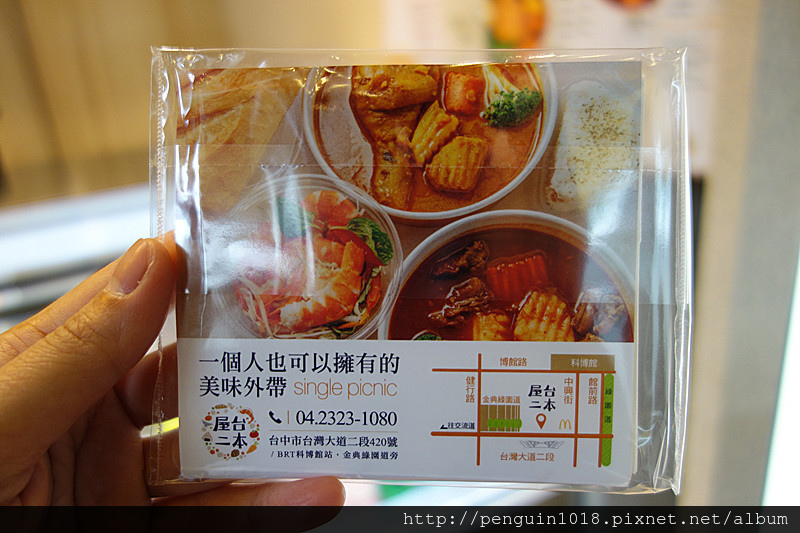 一個人也可以擁有的
美味外帶 single picnic
04.2323-1080
台中市台灣大道二段420號
/ BRT科博館站，金典綠園道旁
屋台
二本
博館路
科博館
健行路
金典綠園道
屋台
二本
中興街
館前路
綠園道
往交流道
台灣大道二段
http://penguin1018.pixnet.net/album